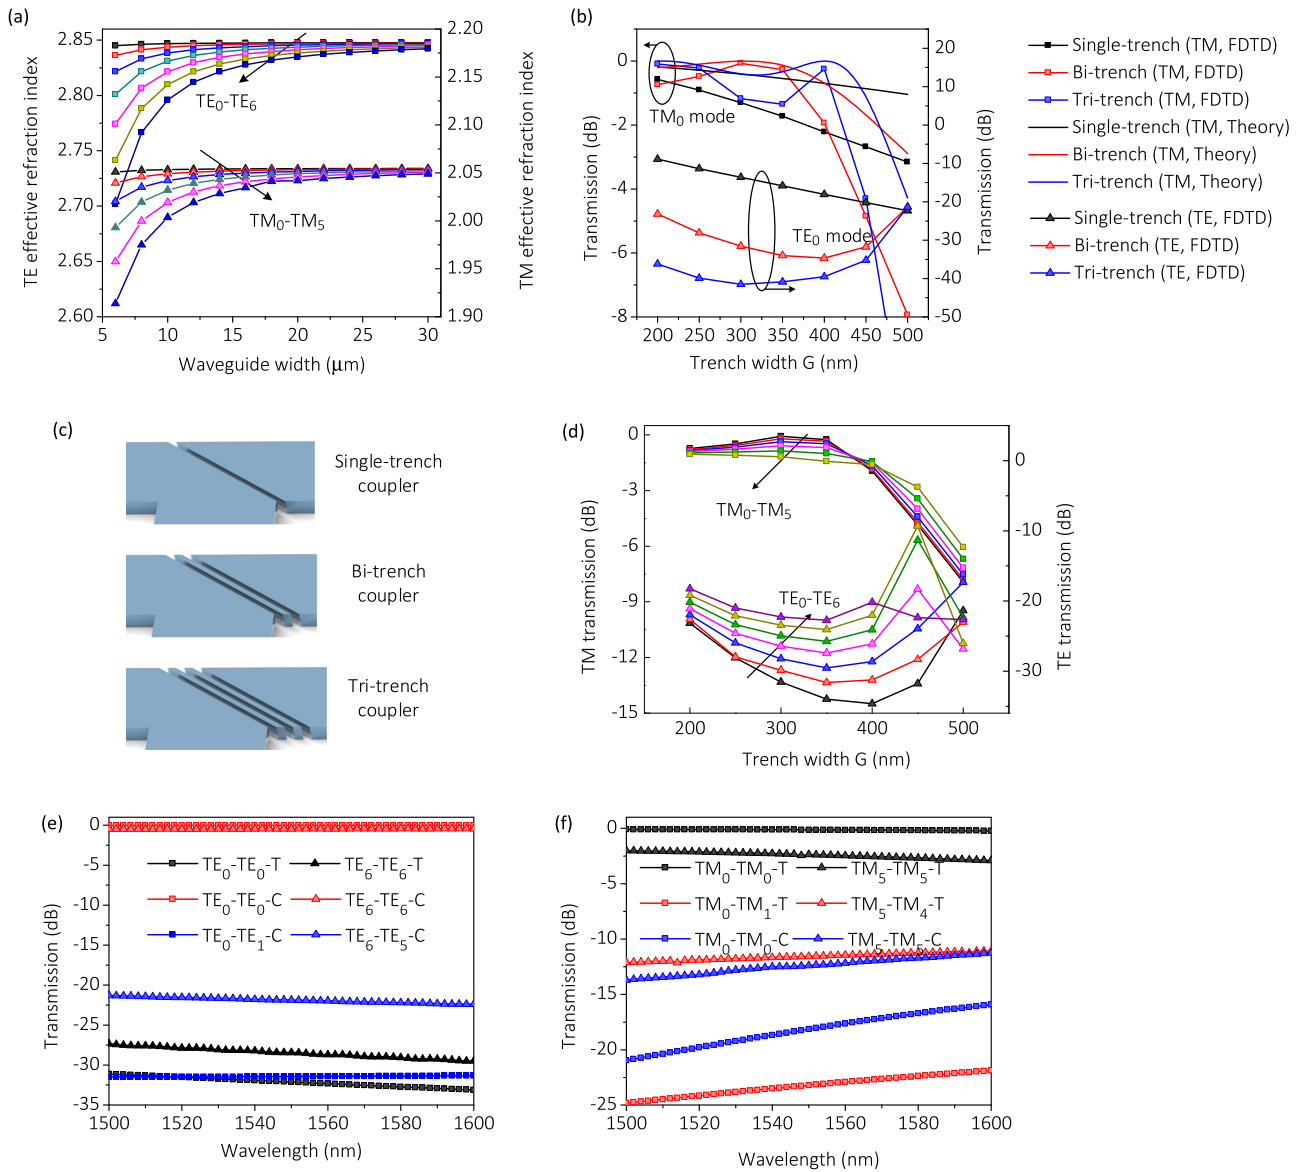 (a)
TE effective refraction index
2.85
2.80
2.75
2.70
2.65
2.60
2.20
2.15
2.10
2.05
2.00
1.95
1.90
TM effective refraction index
TE0-TE6
TM0-TM5
5
10
15
20
25
30
Waveguide width (μm)
(b)
Transmission (dB)
0
-2
-4
-6
-8
20
10
0
-10
-20
-30
-40
-50
Transmission (dB)
TM0 mode
TE0 mode
200 250 300 350 400 450 500
Trench width G (nm)
Single-trench (TM, FDTD)
Bi-trench (TM, FDTD)
Tri-trench (TM, FDTD)
Single-trench (TM, Theory)
Bi-trench (TM, Theory)
Tri-trench (TM, Theory)
Single-trench (TE, FDTD)
Bi-trench (TE, FDTD)
Tri-trench (TE, FDTD)
(c)
Single-trench
coupler
Bi-trench
coupler
Tri-trench
coupler
(d)
TM transmission (dB)
0
-3
-6
-9
-12
-15
0
-10
-20
-30
TE transmission (dB)
TM0-TM5
TE0-TE6
200
300
400
500
Trench width G (nm)
(e)
Transmission (dB)
0
-5
-10
-15
-20
-25
-30
-35
TE0-TE0-T
TE6-TE6-T
TE0-TE0-C
TE6-TE6-C
TE0-TE1-C
TE6-TE5-C
1500 1520 1540 1560 1580 1600
Wavelength (nm)
(f)
Transmission (dB)
0
-5
-10
-15
-20
-25
TM0-TM0-T
TM5-TM5-T
TM0-TM1-T
TM5-TM4-T
TM0-TM0-C
TM5-TM5-C
1500 1520 1540 1560 1580 1600
Wavelength (nm)